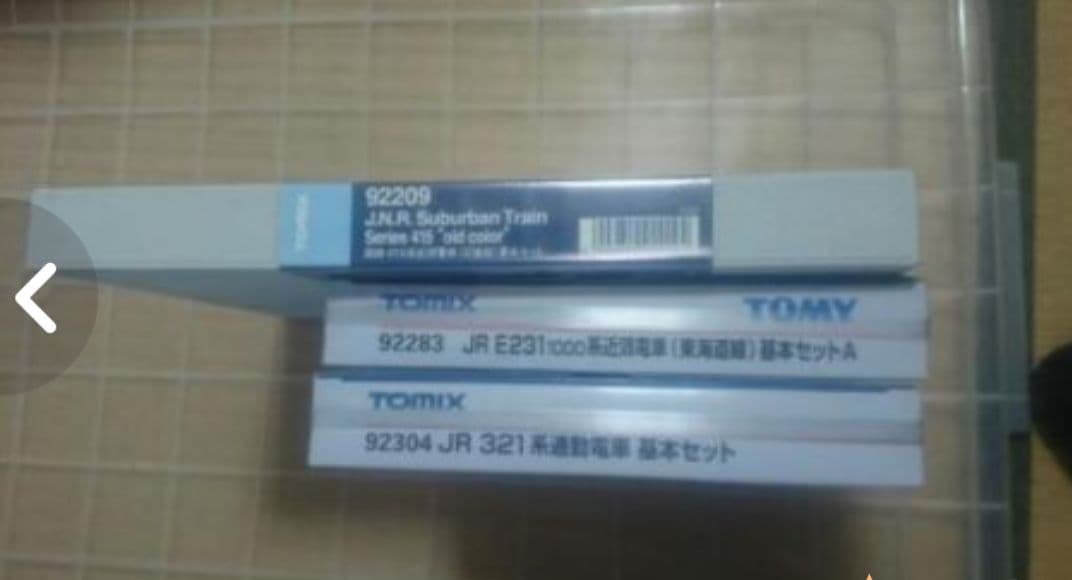 TOMIX
92209
J.N.R. Suburban Train
Series 415 "old color"
TOMIX TOMY
92283 JR E231 1000系近郊電車(東海道線)基本セットA
TOMIX
92304 JR 321系通勤電車 基本セット